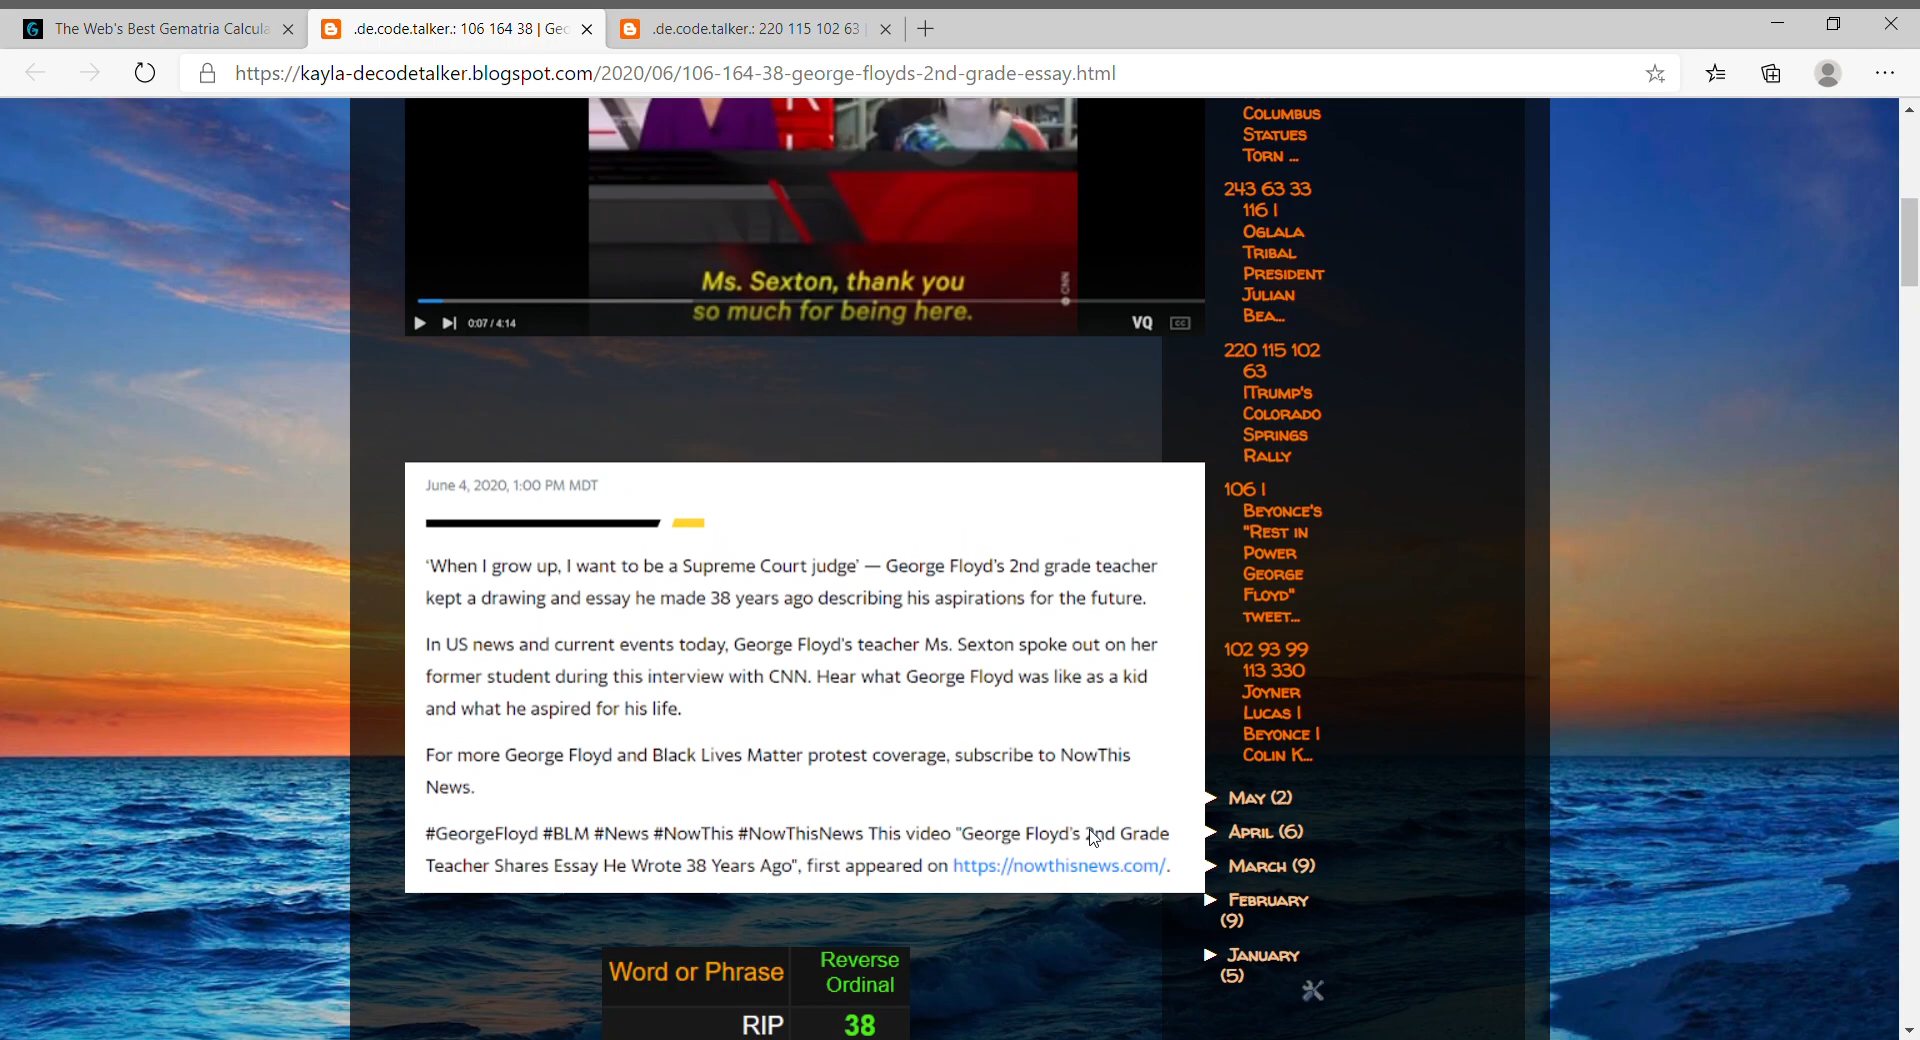 The Web's Best Gematria Calcula
.de.code.talker.: 106 164 38 | Geo
.de.code.talker.: 220 115 102 63 |
https://kayla-decodetalker.blogspot.com/2020/06/106-164-38-george-floyds-2nd-grade-essay.html
Ms. Sexton, thank you
so much for being here.
© CNN
0:07 / 4:14
VQ
CC
June 4, 2020, 1:00 PM MDT
'When I grow up, I want to be a Supreme Court judge' — George Floyd's 2nd grade teacher
kept a drawing and essay he made 38 years ago describing his aspirations for the future.
In US news and current events today, George Floyd's teacher Ms. Sexton spoke out on her
former student during this interview with CNN. Hear what George Floyd was like as a kid
and what he aspired for his life.
For more George Floyd and Black Lives Matter protest coverage, subscribe to NowThis
News.
#GeorgeFloyd #BLM #News #NowThis #NowThisNews This video "George Floyd's 2nd Grade
Teacher Shares Essay He Wrote 38 Years Ago", first appeared on https://nowthisnews.com/.
Word or Phrase
Reverse
Ordinal
RIP
38
Columbus
Statues
Torn ...
243 63 33
116 |
Oglala
Tribal
President
Julian
Bea...
220 115 102
63
|Trump's
Colorado
Springs
Rally
106 |
Beyonce's
"Rest in
Power
George
Floyd"
tweet...
102 93 99
113 330
Joyner
Lucas |
Beyonce |
Colin K...
May (2)
April (6)
March (9)
February
(9)
January
(5)